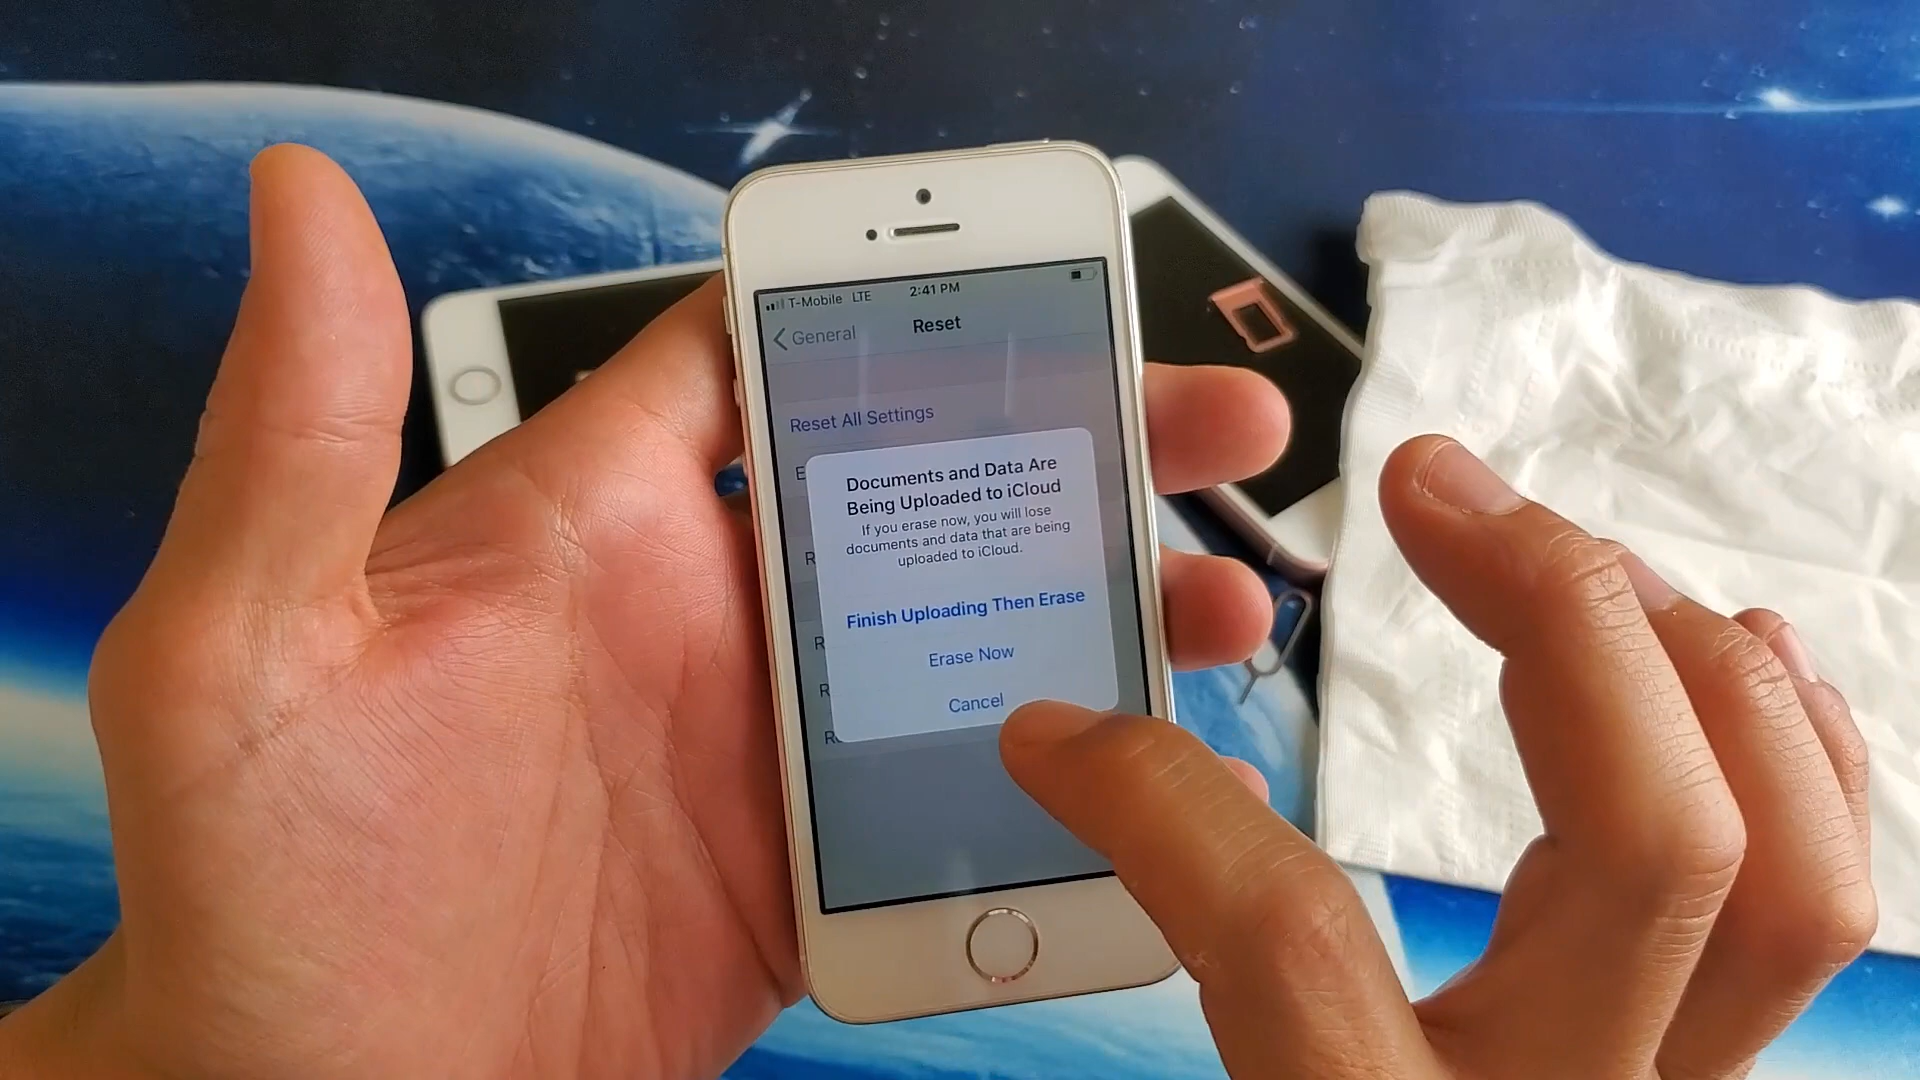 T-Mobile LTE 2:41 PM
General Reset
Reset All Settings
E
Documents and Data Are
Being Uploaded to iCloud
If you erase now, you will lose
documents and data that are being
uploaded to iCloud.
R
Finish Uploading Then Erase
R
Erase Now
R
Cancel
Re